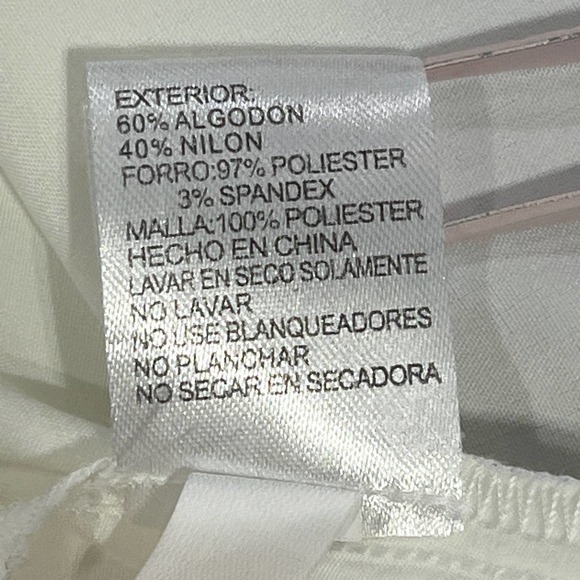 EXTERIOR:
60% ALGODON
40% NILON
FORRO:97% POLIESTER
3% SPANDEX
MALLA:100% POLIESTER
HECHO EN CHINA
LAVAR EN SECO SOLAMENTE
NO LAVAR
NO USE BLANQUEADORES
NO PLANCHAR
NO SECAR EN SECADORA